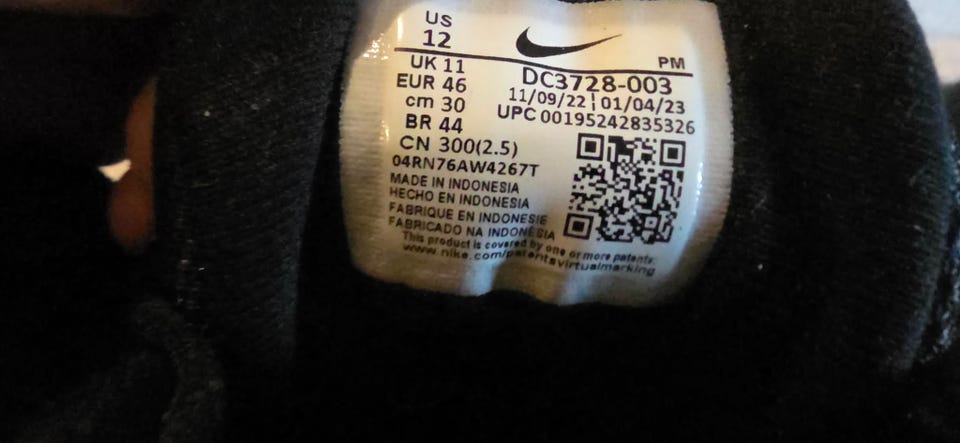 US
12
PM
UK 11
EUR 46
cm 30
BR 44
CN 300(2.5)
DC3728-003
11/09/22 ¦ 01/04/23
UPC 00195242835326
04RN76AW4267T
MADE IN INDONESIA
HECHO EN INDONESIA
FABRIQUE EN INDONESIE
FABRICADO NA INDONESIA
This product is covered by one or more patents:
www.nike.com/patentsvirtualmarking